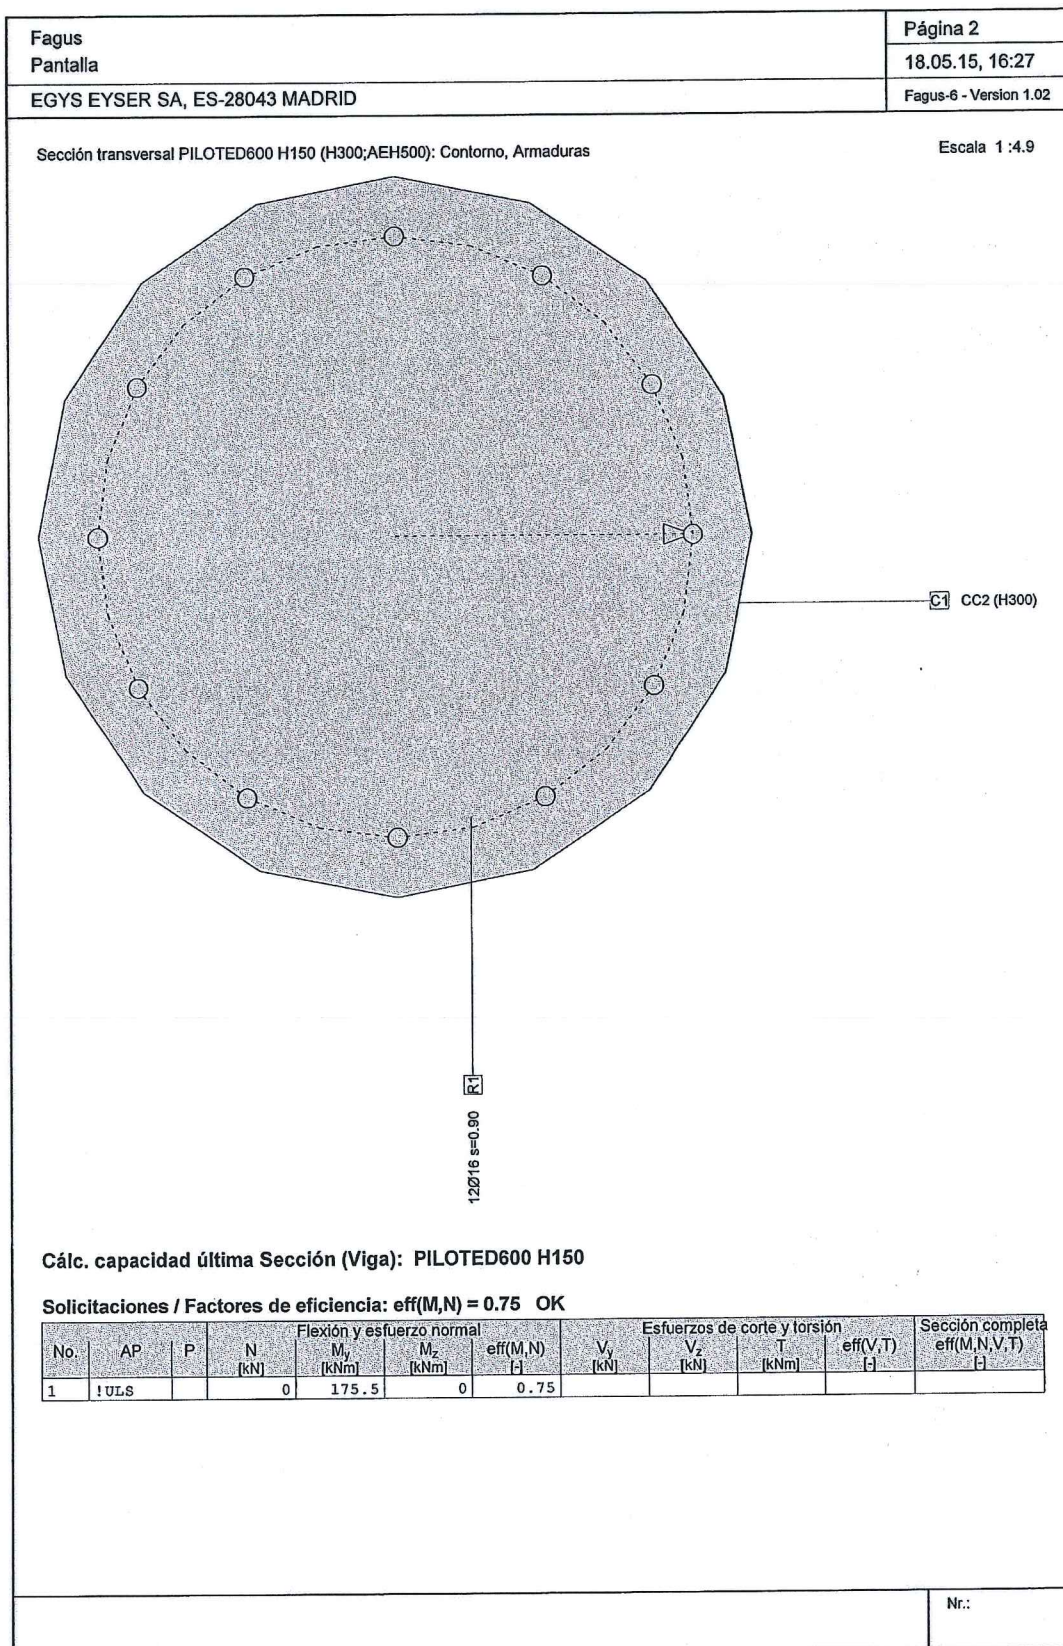 Fagus
Pantalla
EGYS EYSER SA, ES-28043 MADRID
Página 2
18.05.15, 16:27
Fagus-6 - Version 1.02
Sección transversal PILOTED600 H150 (H300;AEH500): Contorno, Armaduras
Escala 1 :4.9
C1 CC2 (H300)
12Ø16 s=0.90 R1
Cálc. capacidad última Sección (Viga): PILOTED600 H150
Solicitaciones / Factores de eficiencia: eff(M,N) = 0.75 OK
Flexión y esfuerzo normal Esfuerzos de corte y torsión Sección completa
No. AP P N My Mz eff(M,N) Vy Vz T eff(V,T) eff(M,N,V,T)
[kN] [kNm] [kNm] [-] [kN] [kN] [kNm] [-] [-]
1 !ULS 0 175.5 0 0.75
Nr.: